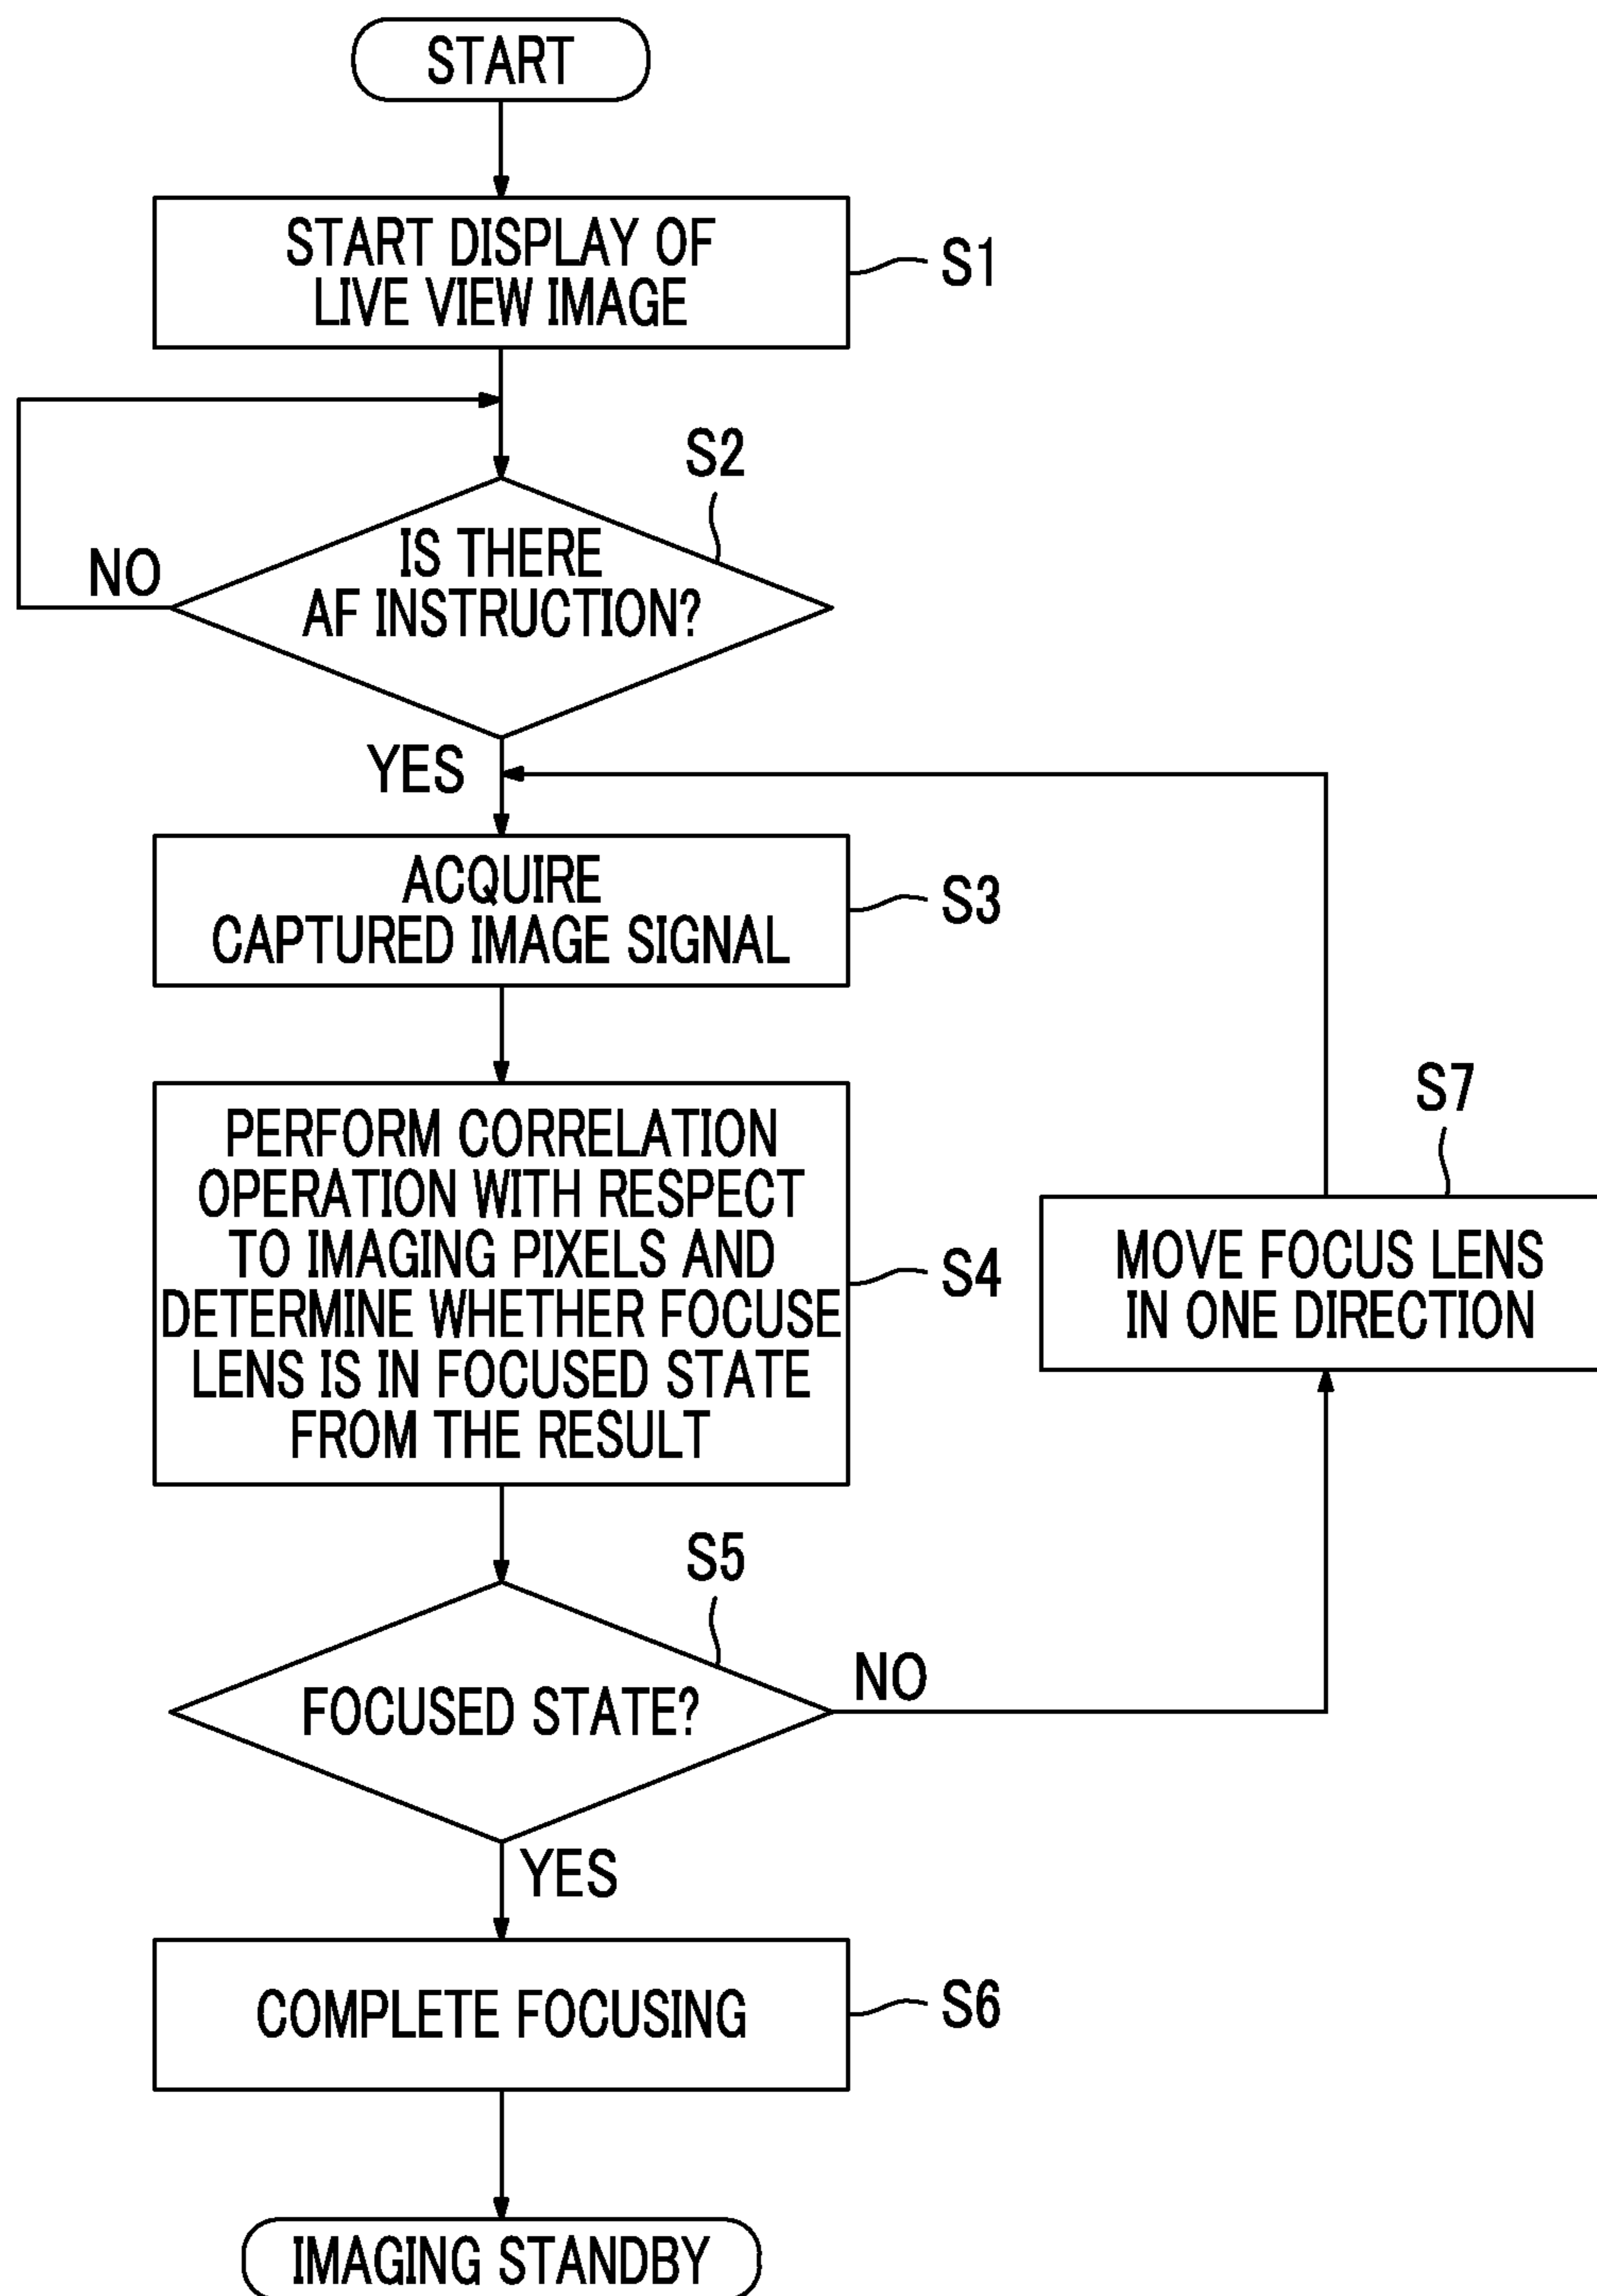 START
START DISPLAY OF
LIVE VIEW IMAGE
S1
S2
IS THERE
AF INSTRUCTION?
NO
YES
ACQUIRE
CAPTURED IMAGE SIGNAL
S3
PERFORM CORRELATION
OPERATION WITH RESPECT
TO IMAGING PIXELS AND
DETERMINE WHETHER FOCUSE
LENS IS IN FOCUSED STATE
FROM THE RESULT
S4
S7
MOVE FOCUS LENS
IN ONE DIRECTION
S5
FOCUSED STATE?
NO
YES
COMPLETE FOCUSING
S6
IMAGING STANDBY